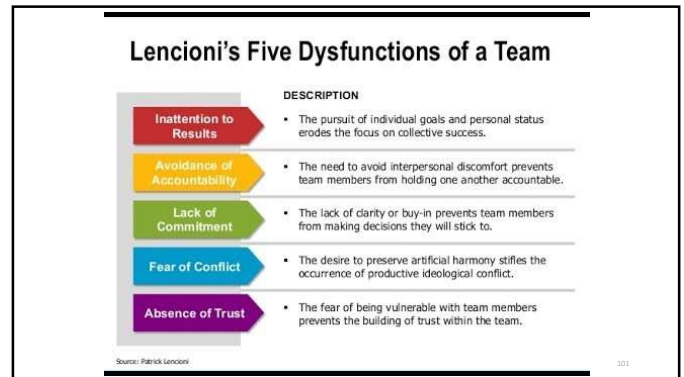 Lencioni's Five Dysfunctions of a Team
DESCRIPTION
Inattention to
Results
▪ The pursuit of individual goals and personal status
erodes the focus on collective success.
Avoidance of
Accountability
▪ The need to avoid interpersonal discomfort prevents
team members from holding one another accountable.
Lack of
Commitment
▪ The lack of clarity or buy-in prevents team members
from making decisions they will stick to.
Fear of Conflict
▪ The desire to preserve artificial harmony stifles the
occurrence of productive ideological conflict.
Absence of Trust
▪ The fear of being vulnerable with team members
prevents the building of trust within the team.
Source: Patrick Lencioni
101